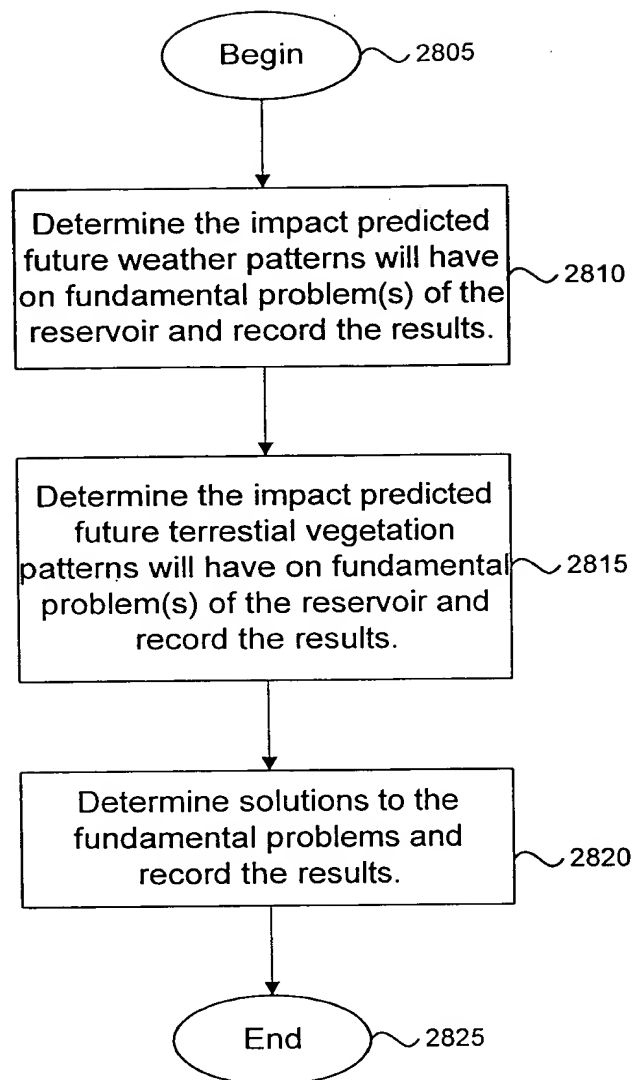 Begin
2805
Determine the impact predicted
future weather patterns will have
on fundamental problem(s) of the
reservoir and record the results.
2810
Determine the impact predicted
future terrestial vegetation
patterns will have on fundamental
problem(s) of the reservoir and
record the results.
2815
Determine solutions to the
fundamental problems and
record the results.
2820
End
2825